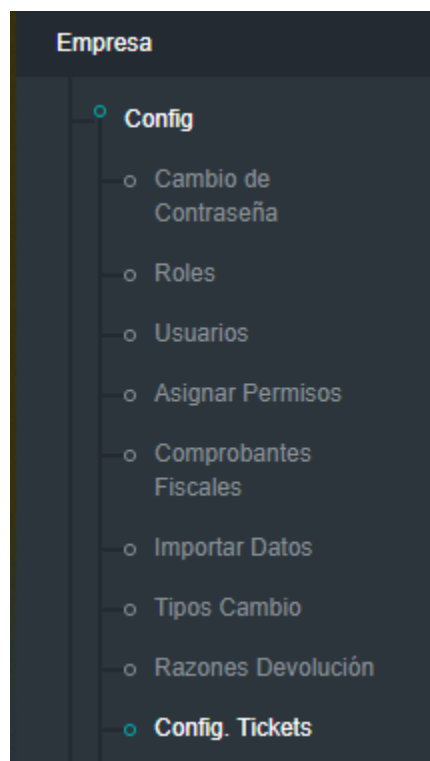 Empresa
Config
Cambio de
Contraseña
Roles
Usuarios
Asignar Permisos
Comprobantes
Fiscales
Importar Datos
Tipos Cambio
Razones Devolución
Config. Tickets